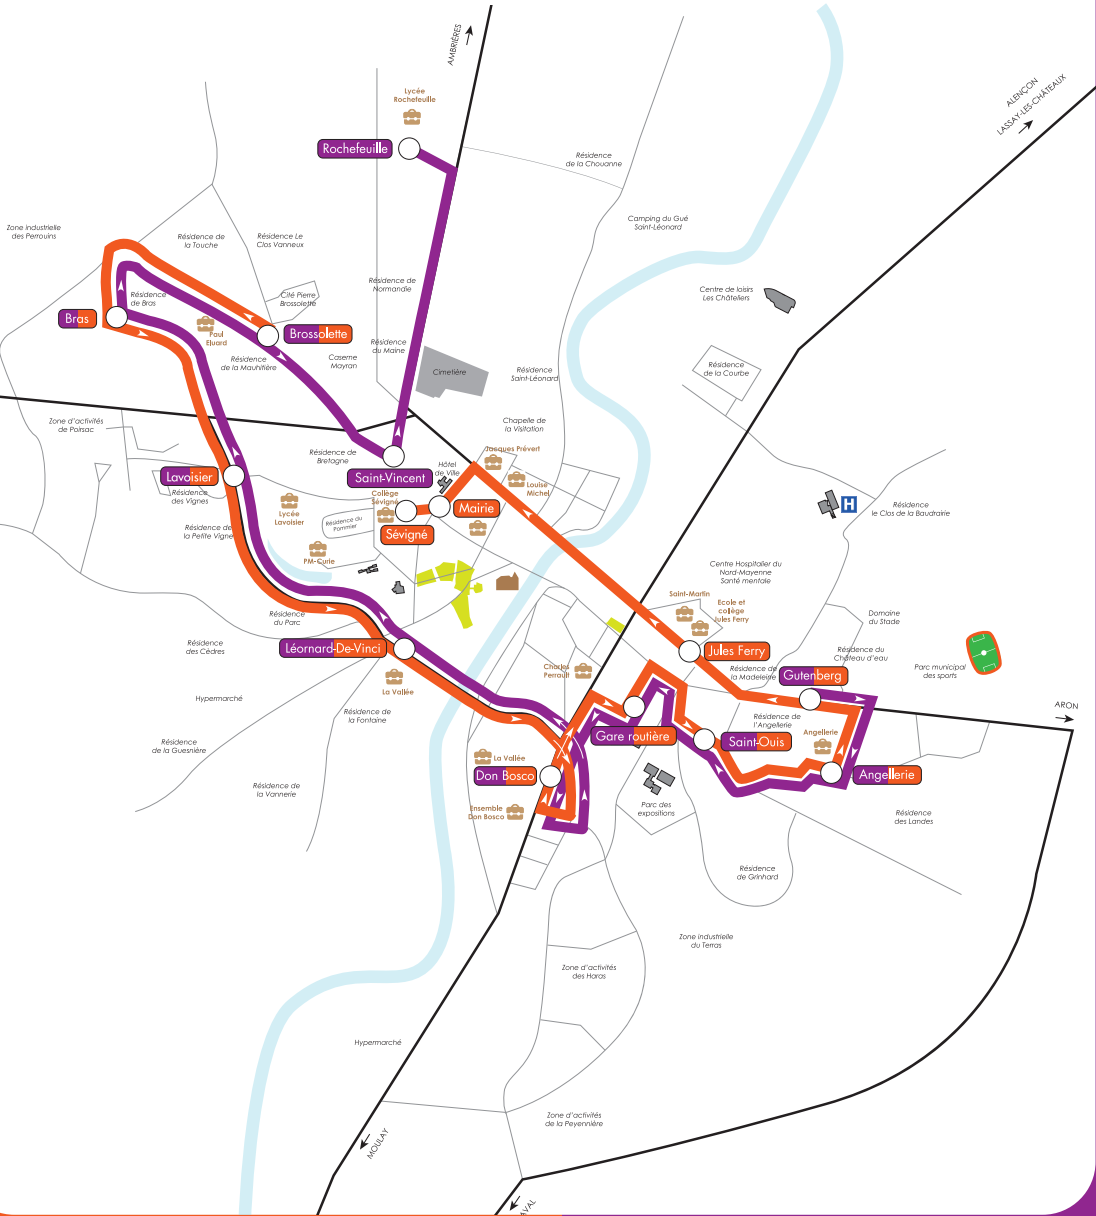 AMBRIÈRES
ALENÇON
LASSAY-LES-CHÂTEAUX
Lycée
Rochefeuille
Rochefeuille
Résidence
de la Chouanne
Camping du Gué
Saint-Léonard
Zone industrielle
des Perrouins
Résidence de
la Touche
Résidence Le
Clos Vanneux
Résidence de
Normandie
Centre de loisirs
Les Châteliers
Résidence
de Bras
Cité Pierre
Brossolette
Bras
Brossolette
Paul
Eluard
Résidence
de la Mauhitière
Caserne
Mayran
Résidence
du Maine
Cimetière
Résidence
Saint-Léonard
Résidence
de la Courbe
Zone d'activités
de Poirsac
Chapelle de
la Visitation
Résidence de
Bretagne
Jacques Prévert
Hôtel
de Ville
Saint-Vincent
Louise
Michel
Lavoisier
Résidence
des Vignes
Collège
Sévigné
Mairie
Lycée
Lavoisier
Résidence du
Pommier
Sévigné
H
Résidence
le Clos de la Baudrairie
Résidence de
la Petite Vigne
PM-Curie
Centre Hospitalier du
Nord-Mayenne
Santé mentale
Saint-Martin
Ecole et
collège
Jules Ferry
Domaine
du Stade
Résidence
du Parc
Résidence
des Cèdres
Léornard-De-Vinci
Jules Ferry
Résidence du
Château d'eau
Parc municipal
des sports
Charles
Perrault
Résidence de
la Madeleine
Gutenberg
La Vallée
Hypermarché
Résidence de
la Fontaine
ARON
Résidence de
l'Angellerie
Résidence
de la Guesnière
Gare routière
Saint-Ouis
Angellerie
La Vallée
Don Bosco
Angellerie
Résidence de
la Vannerie
Ensemble
Don Bosco
Parc des
expositions
Résidence
des Landes
Résidence
de Grinhard
Zone industrielle
du Terras
Zone d'activités
des Haras
Hypermarché
Zone d'activités
de la Peyennière
MOULAY